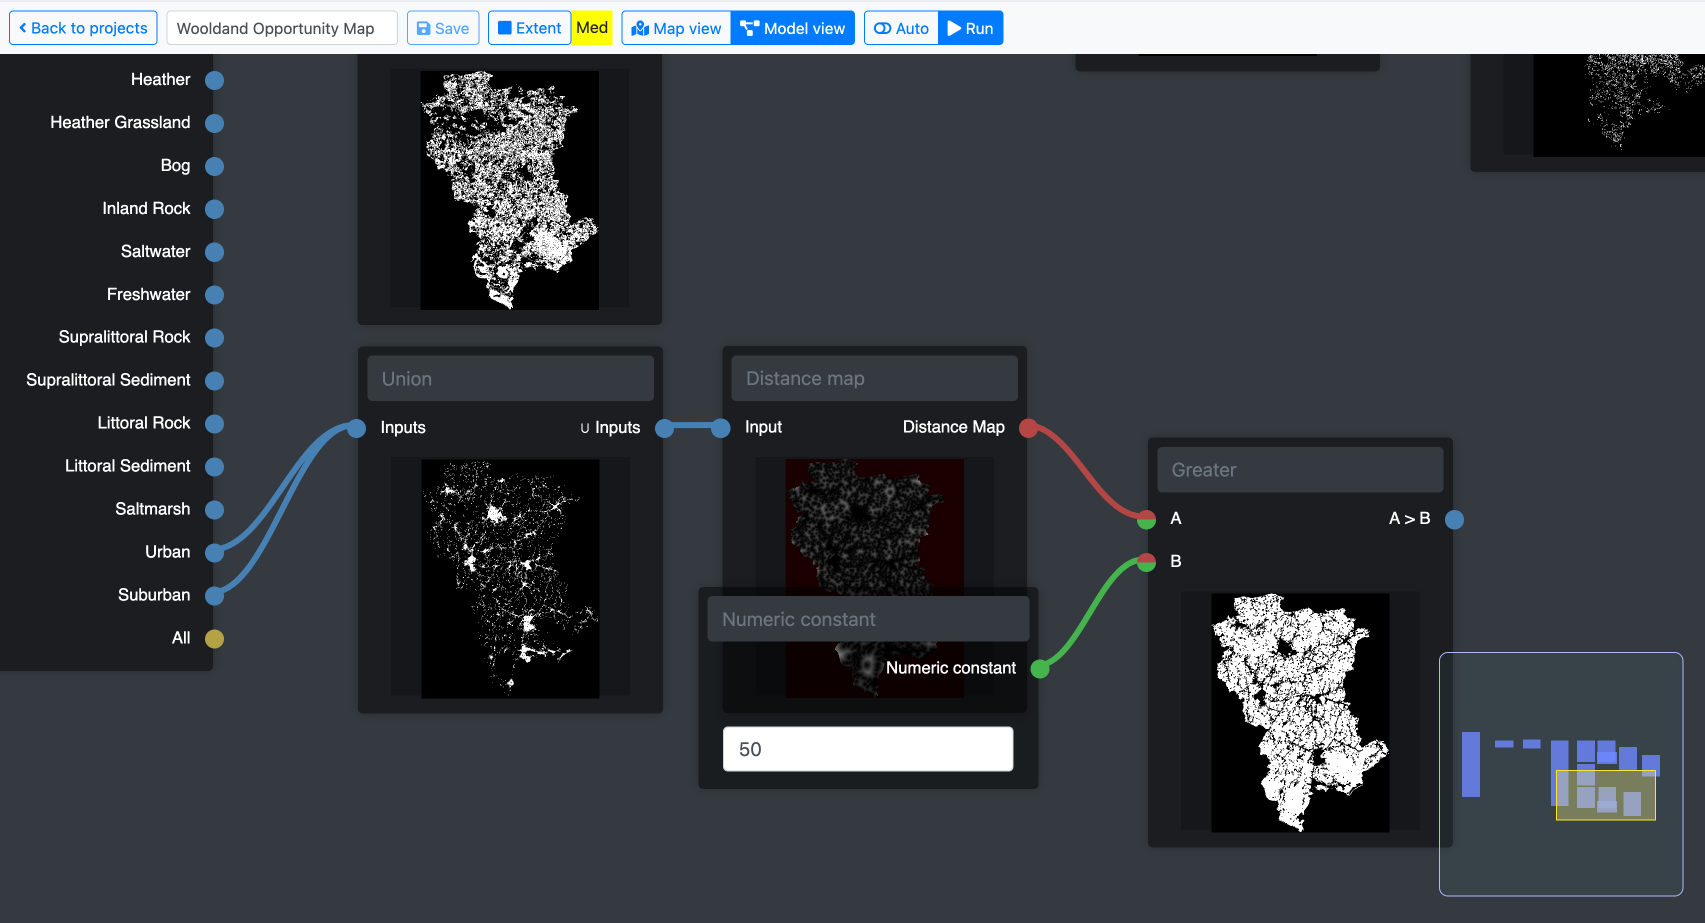 Back to projects
Wooldand Opportunity Map
Save
Extent
Med
Map view
Model view
Auto
Run
Heather
Heather Grassland
Bog
Inland Rock
Saltwater
Freshwater
Supralittoral Rock
Supralittoral Sediment
Littoral Rock
Littoral Sediment
Saltmarsh
Urban
Suburban
All
Union
Inputs
∪ Inputs
Distance map
Input
Distance Map
Numeric constant
Numeric constant
50
Greater
A
A > B
B